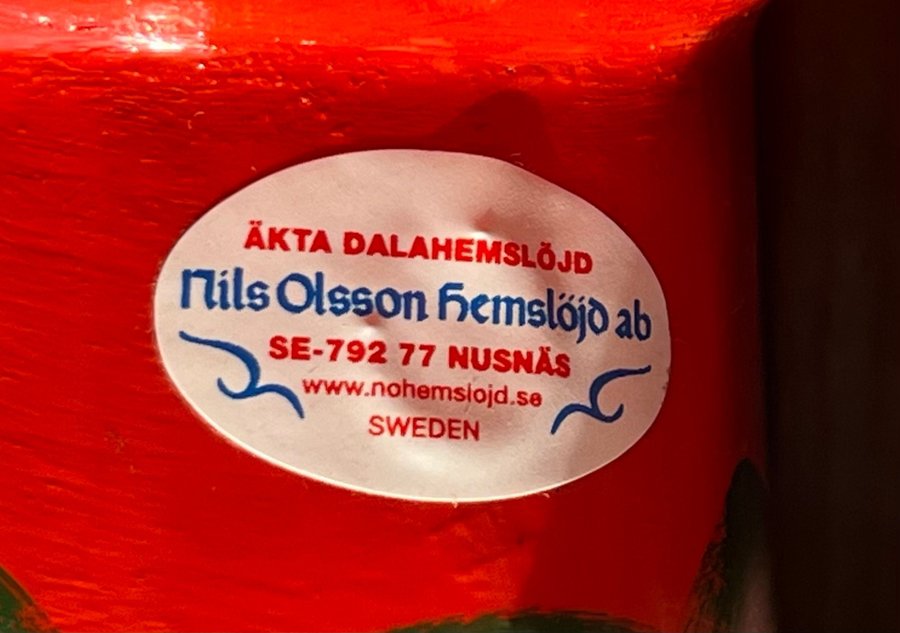 ÄKTA DALAHEMSLÖJD
Nils Olsson Hemslöjd ab
SE-792 77 NUSNÄS
www.nohemslojd.se
SWEDEN